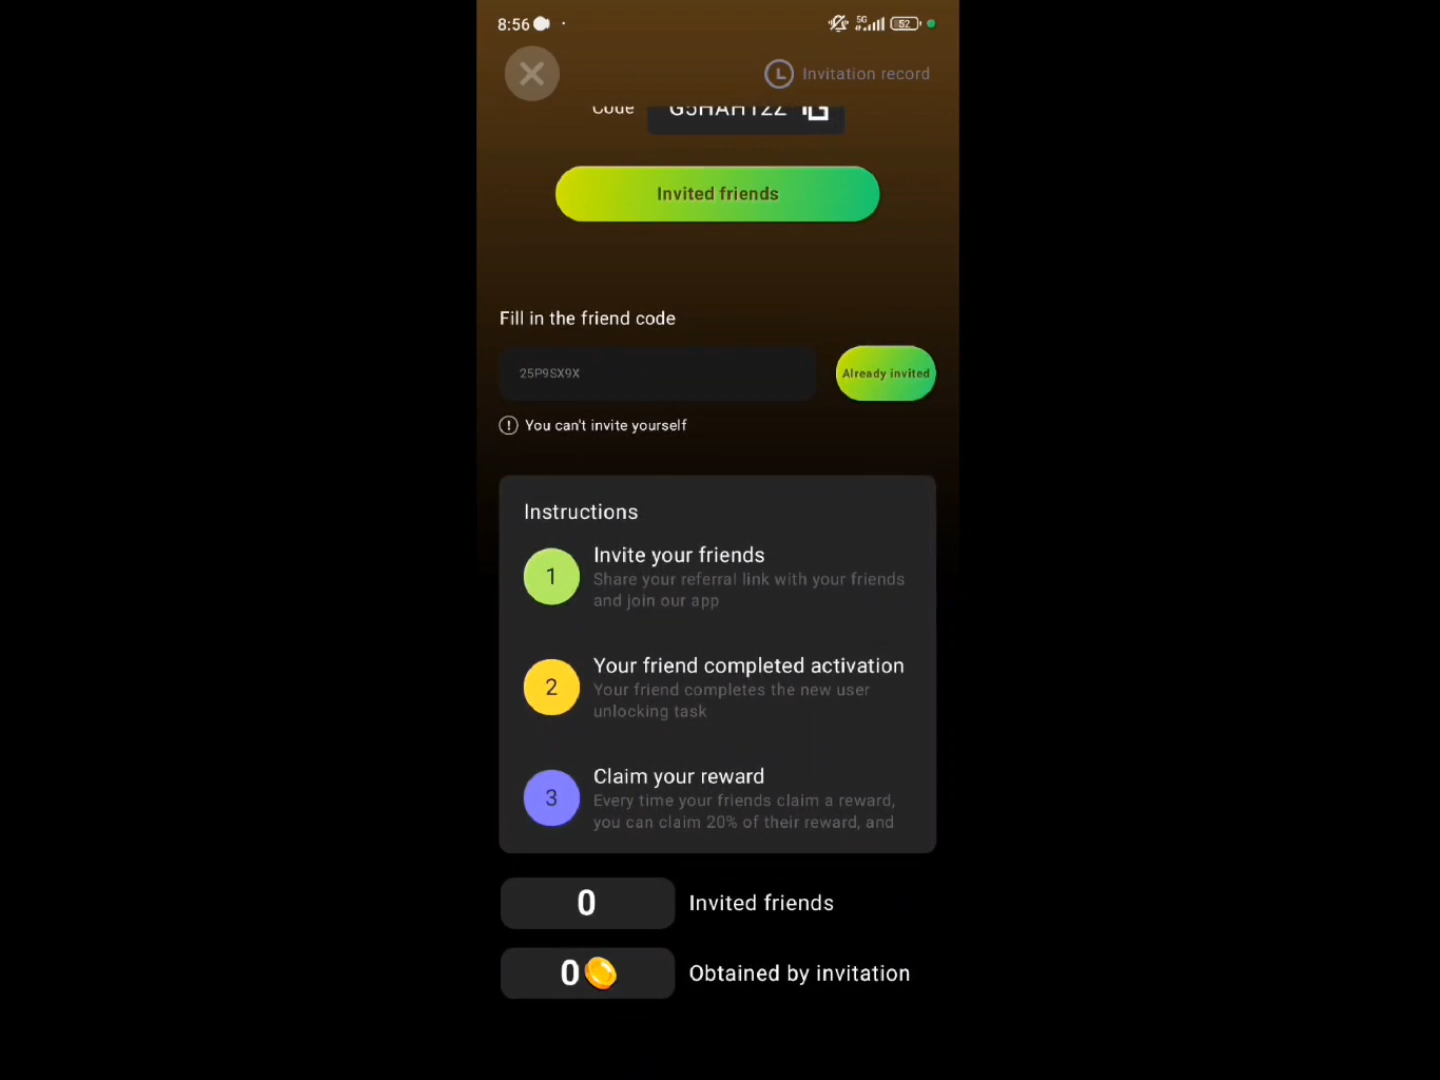 8:56
5G
52
Invitation record
Code
Invited friends
Fill in the friend code
25P9SX9X
Already invited
You can't invite yourself
Instructions
1
Invite your friends
Share your referral link with your friends
and join our app
2
Your friend completed activation
Your friend completes the new user
unlocking task
3
Claim your reward
Every time your friends claim a reward,
you can claim 20% of their reward, and
0
Invited friends
0
Obtained by invitation